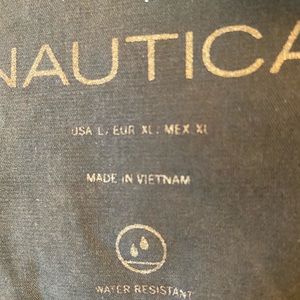 NAUTICA
USA L / EUR XL / MEX XL
MADE IN VIETNAM
WATER RESISTANT